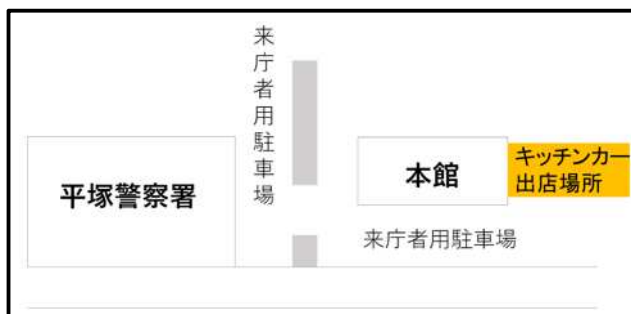 来庁者用駐車場
平塚警察署
本館
キッチンカー
出店場所
来庁者用駐車場